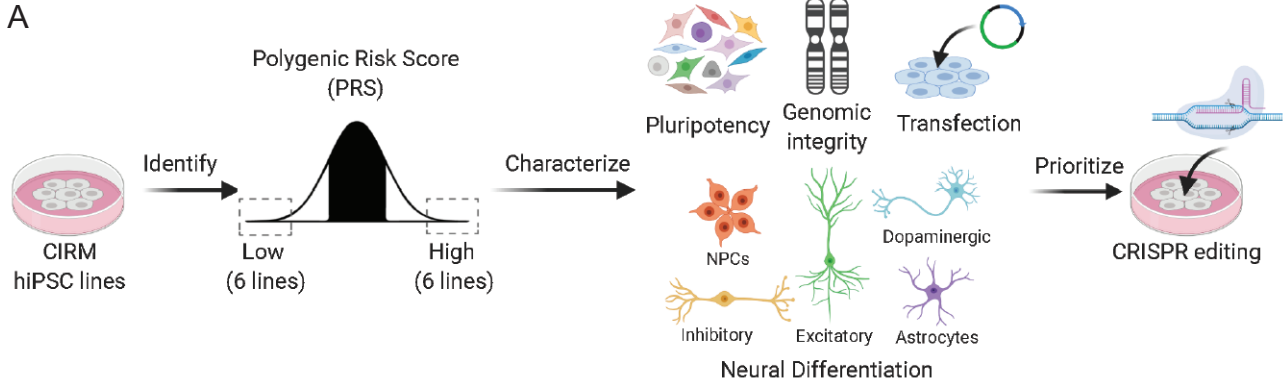 A
CIRM
hiPSC lines
Identify
Polygenic Risk Score
(PRS)
Low
(6 lines)
High
(6 lines)
Characterize
Pluripotency
Genomic
integrity
Transfection
NPCs
Dopaminergic
Inhibitory
Excitatory
Astrocytes
Neural Differentiation
Prioritize
CRISPR editing